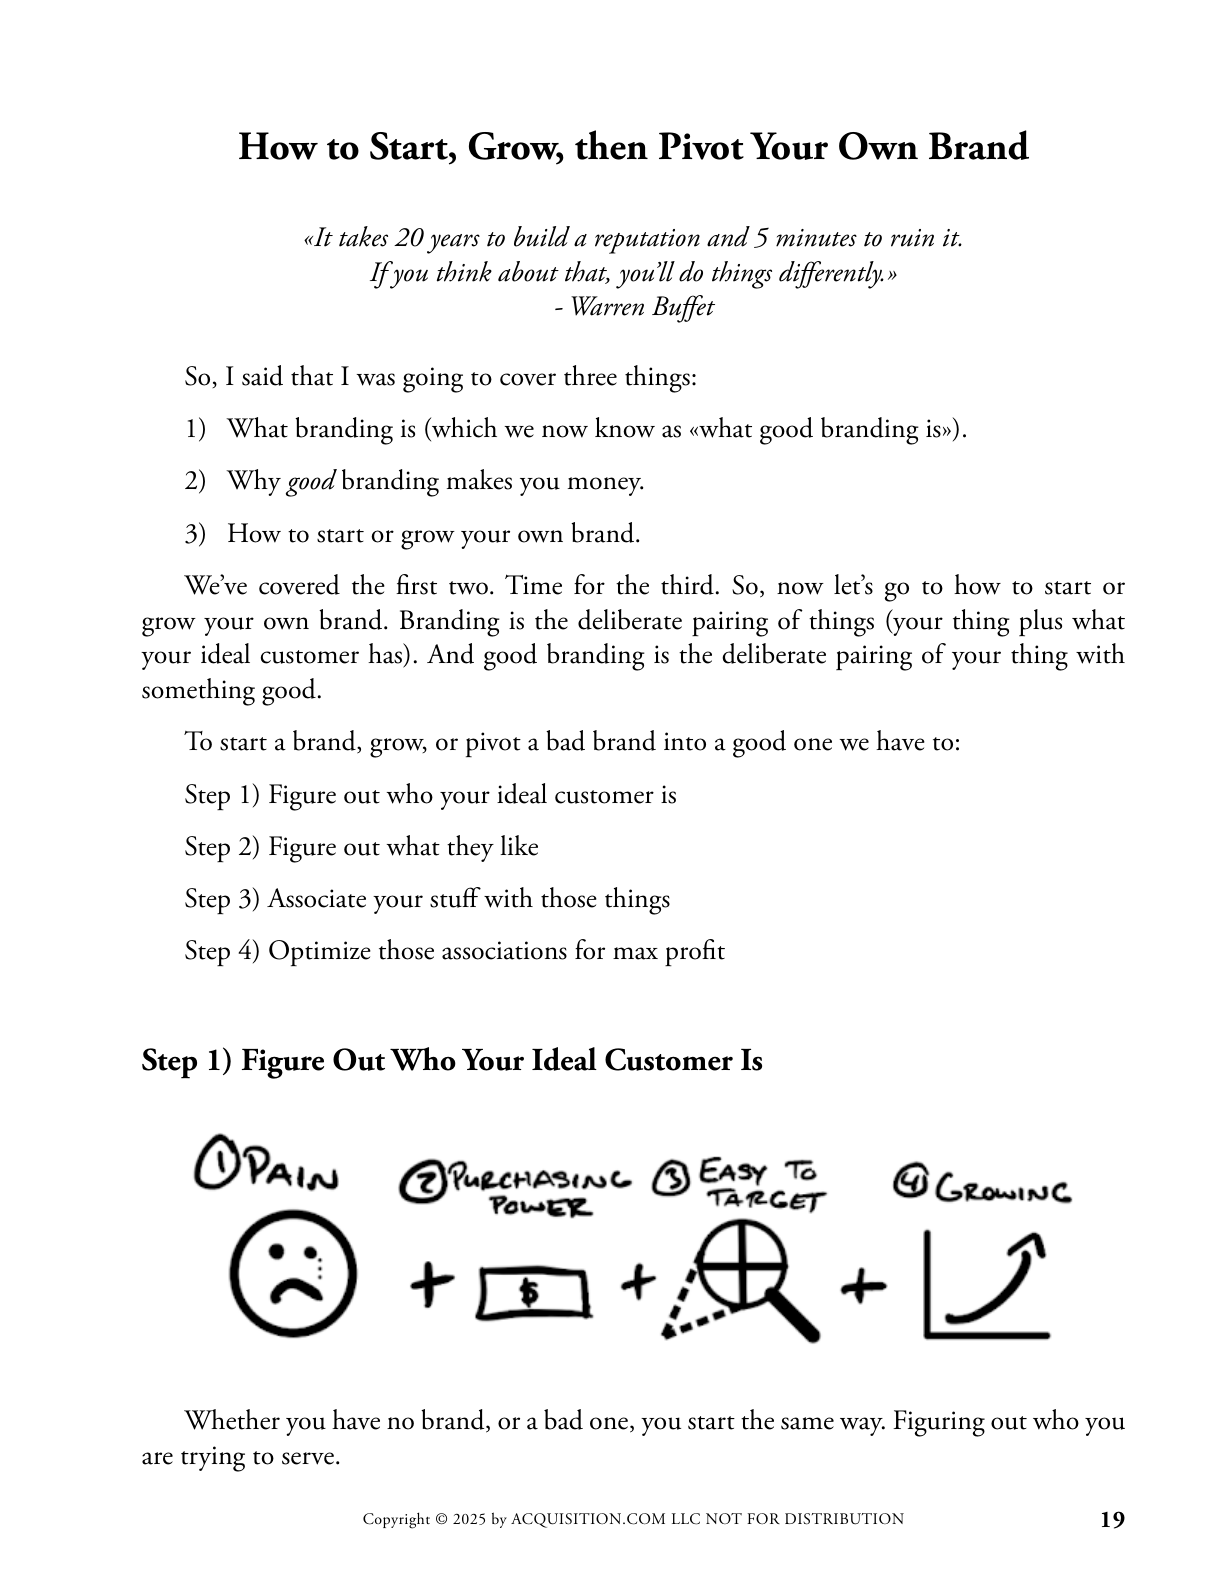 How to Start, Grow, then Pivot Your Own Brand
«It takes 20 years to build a reputation and 5 minutes to ruin it.
If you think about that, you’ll do things differently.»
- Warren Buffet
So, I said that I was going to cover three things:
1) What branding is (which we now know as «what good branding is»).
2) Why good branding makes you money.
3) How to start or grow your own brand.
We’ve covered the first two. Time for the third. So, now let’s go to how to start or
grow your own brand. Branding is the deliberate pairing of things (your thing plus what
your ideal customer has). And good branding is the deliberate pairing of your thing with
something good.
To start a brand, grow, or pivot a bad brand into a good one we have to:
Step 1) Figure out who your ideal customer is
Step 2) Figure out what they like
Step 3) Associate your stuff with those things
Step 4) Optimize those associations for max profit
Step 1) Figure Out Who Your Ideal Customer Is
① PAIN
② PURCHASING
POWER
③ EASY TO
TARGET
④ GROWING
+ $ + +
Whether you have no brand, or a bad one, you start the same way. Figuring out who you
are trying to serve.
Copyright © 2025 by ACQUISITION.COM LLC NOT FOR DISTRIBUTION
19